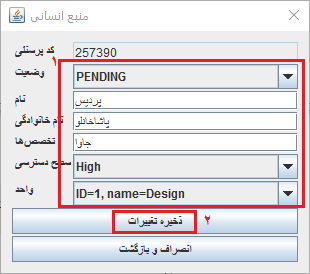 منبع انسانی
کد پرسنلی 257390
۱
وضعیت PENDING
نام پردیس
نام خانوادگی پاشاخانلو
تخصص‌ها جاوا
سطح دسترسی High
واحد ID=1, name=Design
ذخیره تغییرات ۲
انصراف و بازگشت